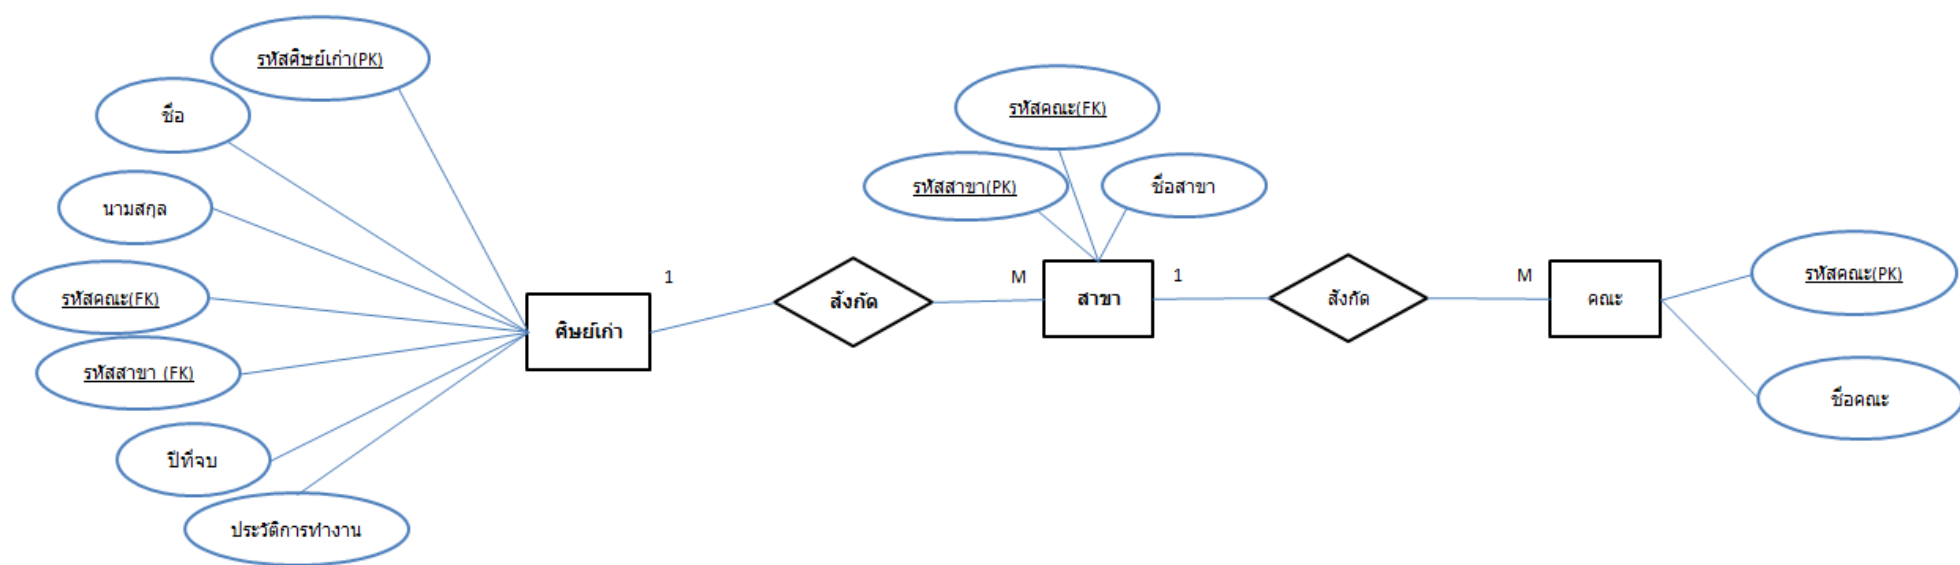 รหัสศิษย์เก่า(PK)
ชื่อ
นามสกุล
รหัสคณะ(FK)
รหัสสาขา (FK)
ปีที่จบ
ประวัติการทำงาน
ศิษย์เก่า
1
สังกัด
M
รหัสคณะ(FK)
รหัสสาขา(PK)
ชื่อสาขา
สาขา
1
สังกัด
M
คณะ
รหัสคณะ(PK)
ชื่อคณะ